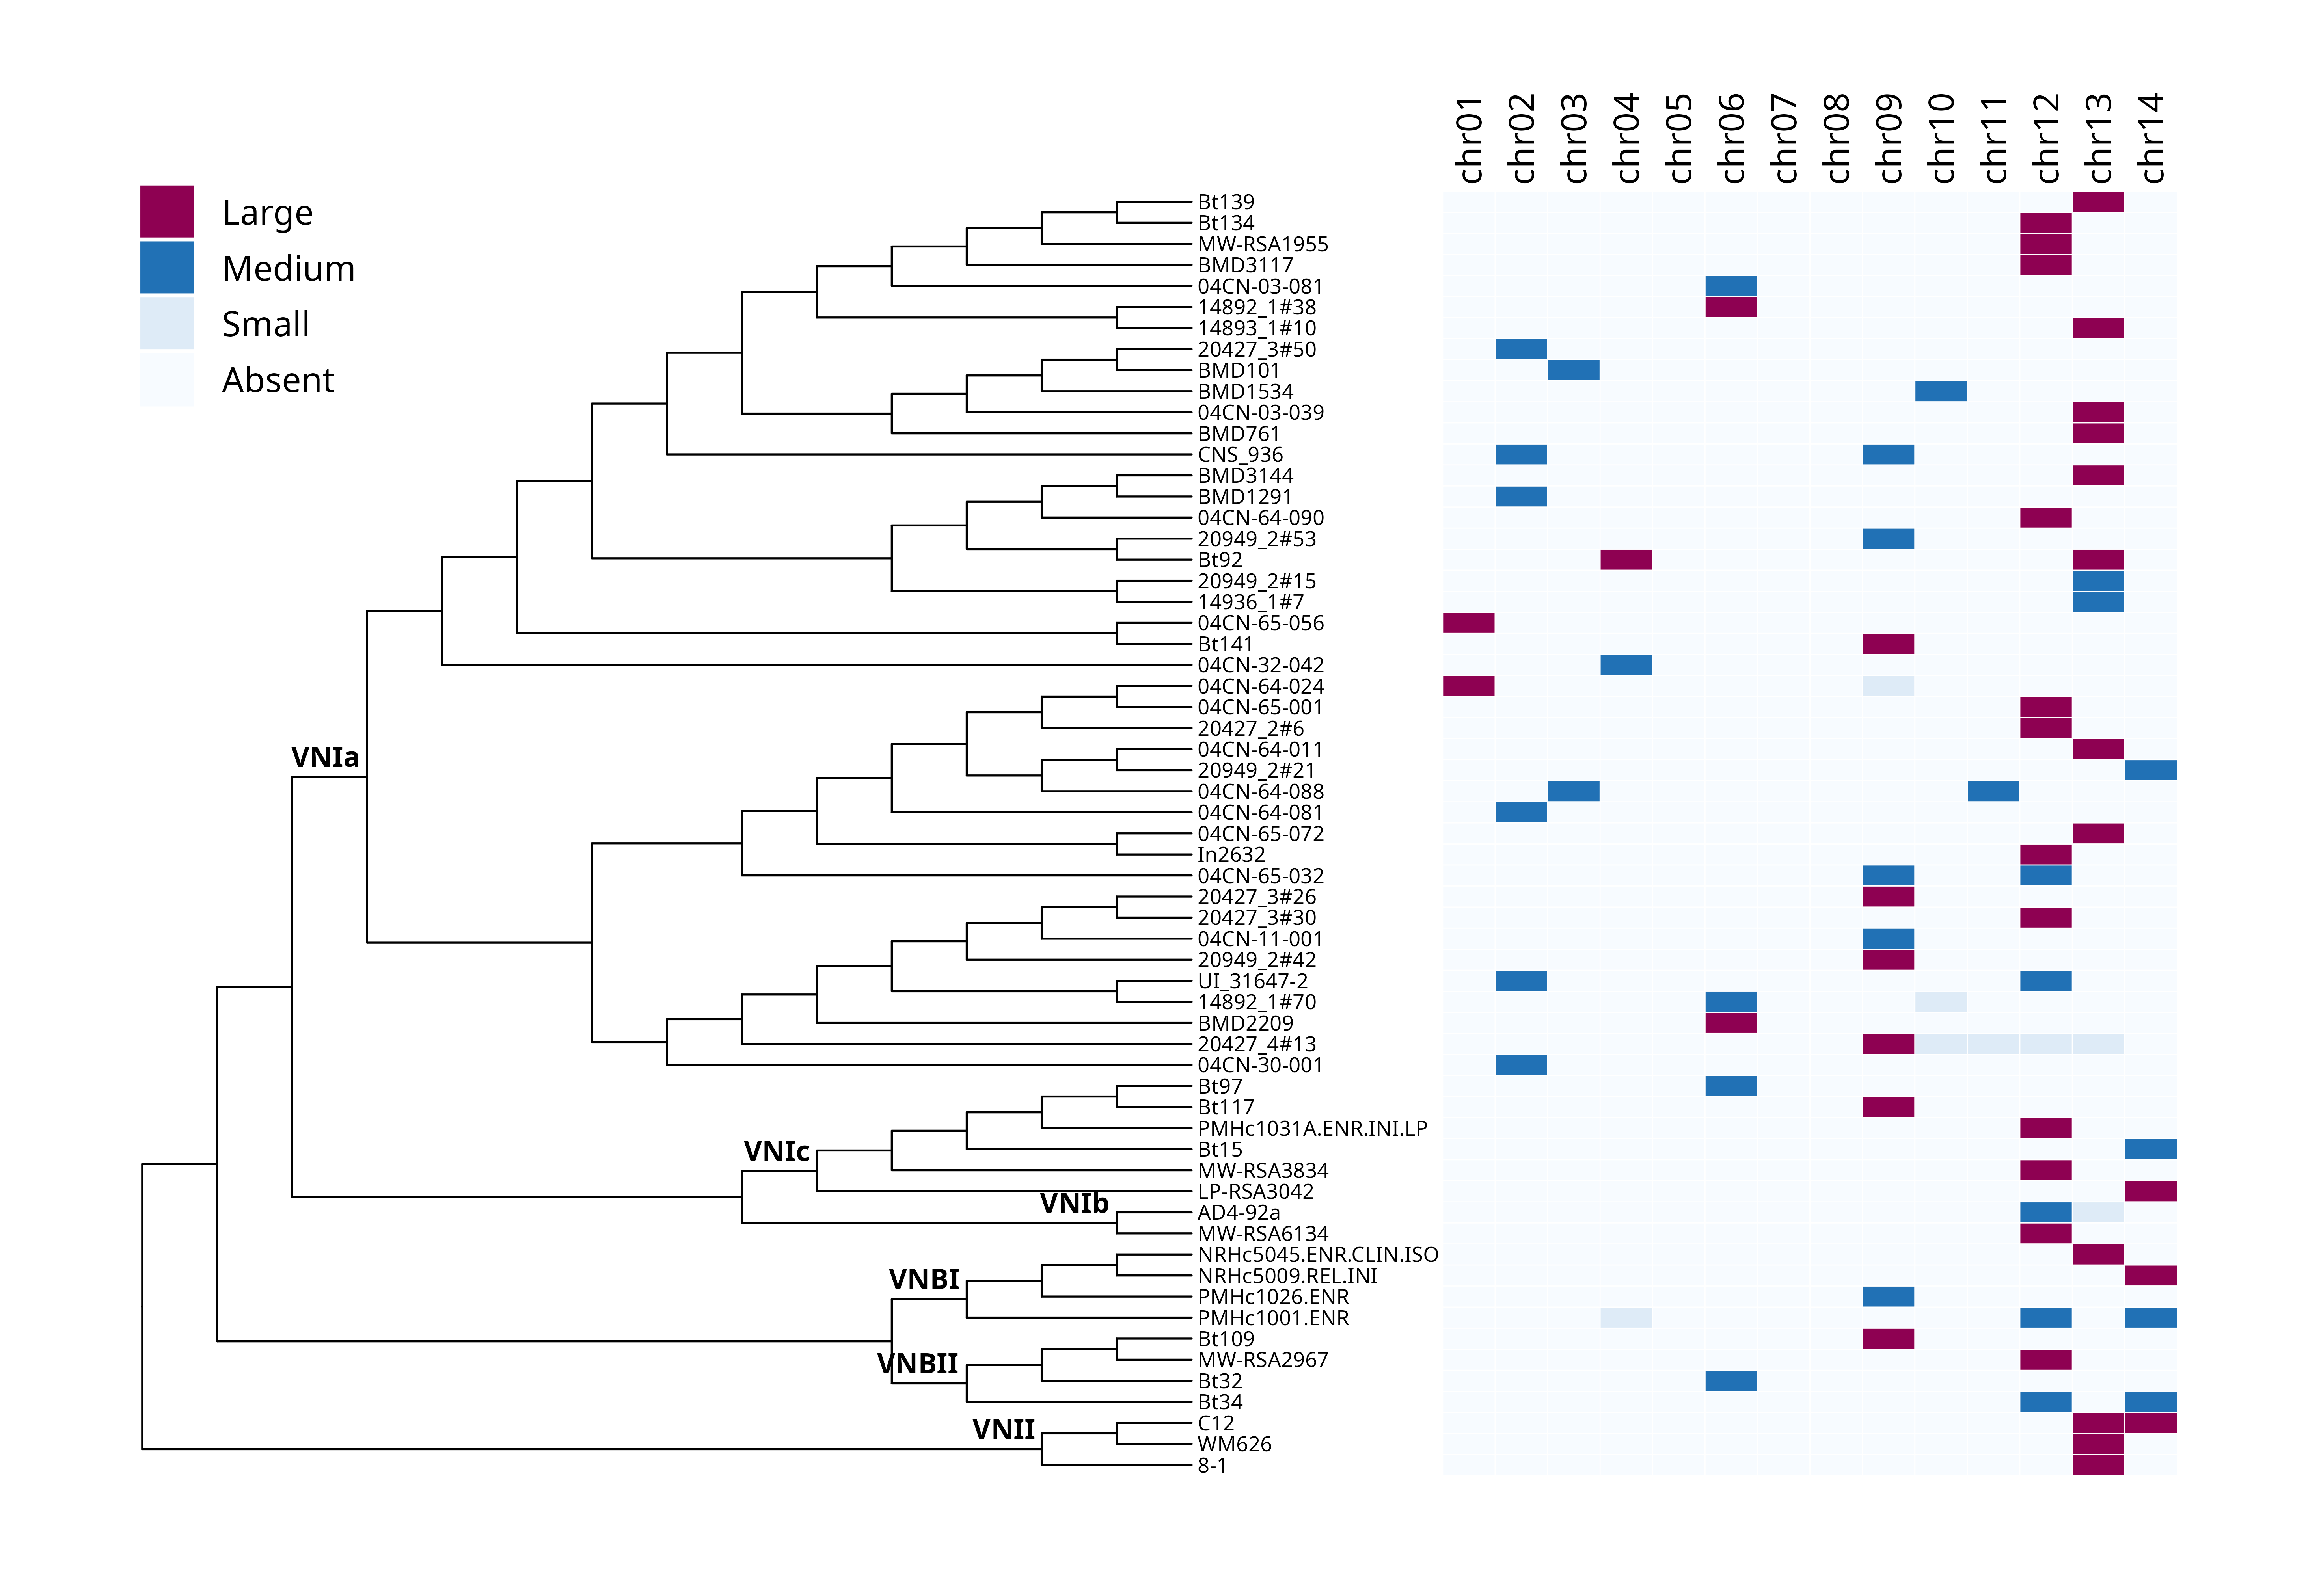 chr01
chr02
chr03
chr04
chr05
chr06
chr07
chr08
chr09
chr10
chr11
chr12
chr13
chr14
Large
Medium
Small
Absent
Bt139
Bt134
MW-RSA1955
BMD3117
04CN-03-081
14892_1#38
14893_1#10
20427_3#50
BMD101
BMD1534
04CN-03-039
BMD761
CNS_936
BMD3144
BMD1291
04CN-64-090
20949_2#53
Bt92
20949_2#15
14936_1#7
04CN-65-056
Bt141
04CN-32-042
04CN-64-024
04CN-65-001
20427_2#6
04CN-64-011
VNIa
20949_2#21
04CN-64-088
04CN-64-081
04CN-65-072
In2632
04CN-65-032
20427_3#26
20427_3#30
04CN-11-001
20949_2#42
UI_31647-2
14892_1#70
BMD2209
20427_4#13
04CN-30-001
Bt97
Bt117
PMHc1031A.ENR.INI.LP
VNIc
Bt15
MW-RSA3834
LP-RSA3042
VNIb
AD4-92a
MW-RSA6134
NRHc5045.ENR.CLIN.ISO
VNBI
NRHc5009.REL.INI
PMHc1026.ENR
PMHc1001.ENR
Bt109
MW-RSA2967
VNBII
Bt32
Bt34
C12
VNII
WM626
8-1